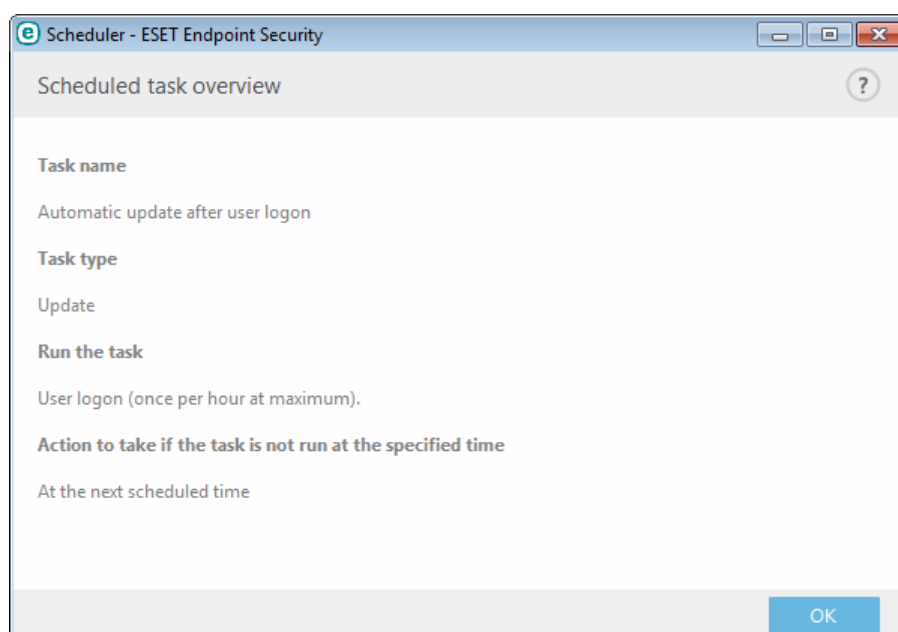 e Scheduler - ESET Endpoint Security
Scheduled task overview
?
Task name
Automatic update after user logon
Task type
Update
Run the task
User logon (once per hour at maximum).
Action to take if the task is not run at the specified time
At the next scheduled time
OK